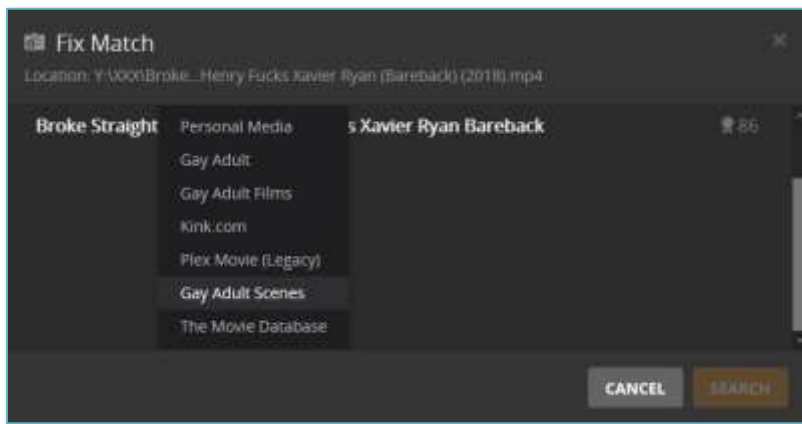 Fix Match
Location: Y:\XXX\Broke...Henry Fucks Xavier Ryan (Bareback) (2018).mp4
Broke Straight s Xavier Ryan Bareback 86
Personal Media
Gay Adult
Gay Adult Films
Kink.com
Plex Movie (Legacy)
Gay Adult Scenes
The Movie Database
CANCEL SEARCH